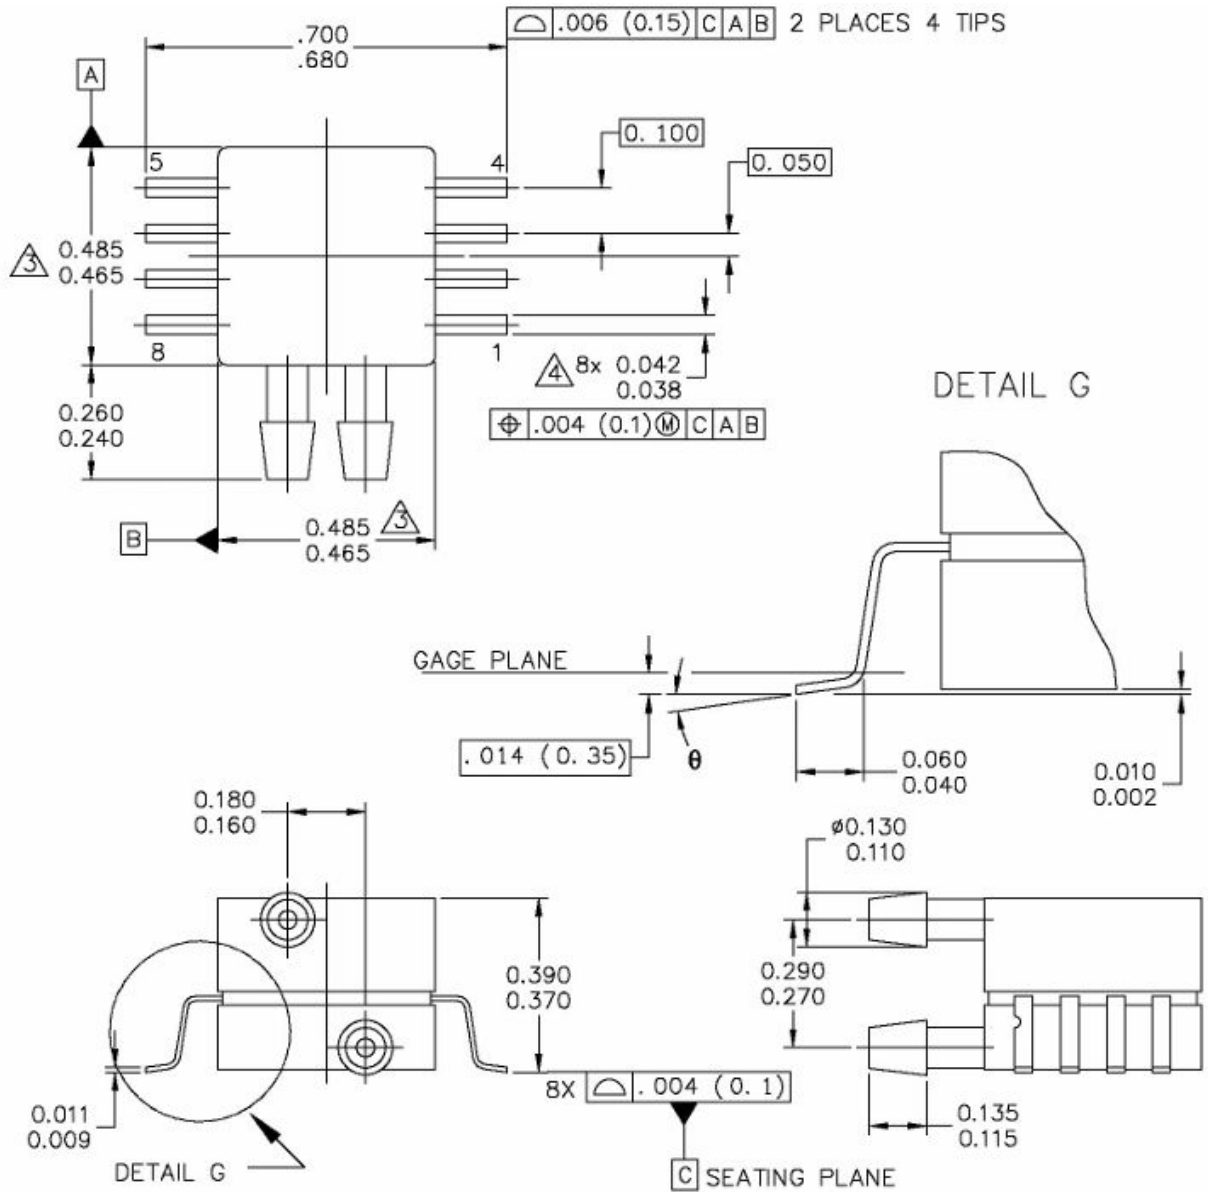 .700
.680
⌓ .006 (0.15) C A B 2 PLACES 4 TIPS
A
0. 100
0. 050
5
4
3 0.485
0.465
8
1
4 8x 0.042
0.038
⌖ .004 (0.1) Ⓜ C A B
0.260
0.240
B
0.485 3
0.465
DETAIL G
GAGE PLANE
. 014 ( 0. 35)
θ
0.060
0.040
0.010
0.002
0.180
0.160
ø0.130
0.110
0.390
0.370
0.290
0.270
0.011
0.009
DETAIL G
8X ⌓ . 004 ( 0. 1)
C SEATING PLANE
0.135
0.115